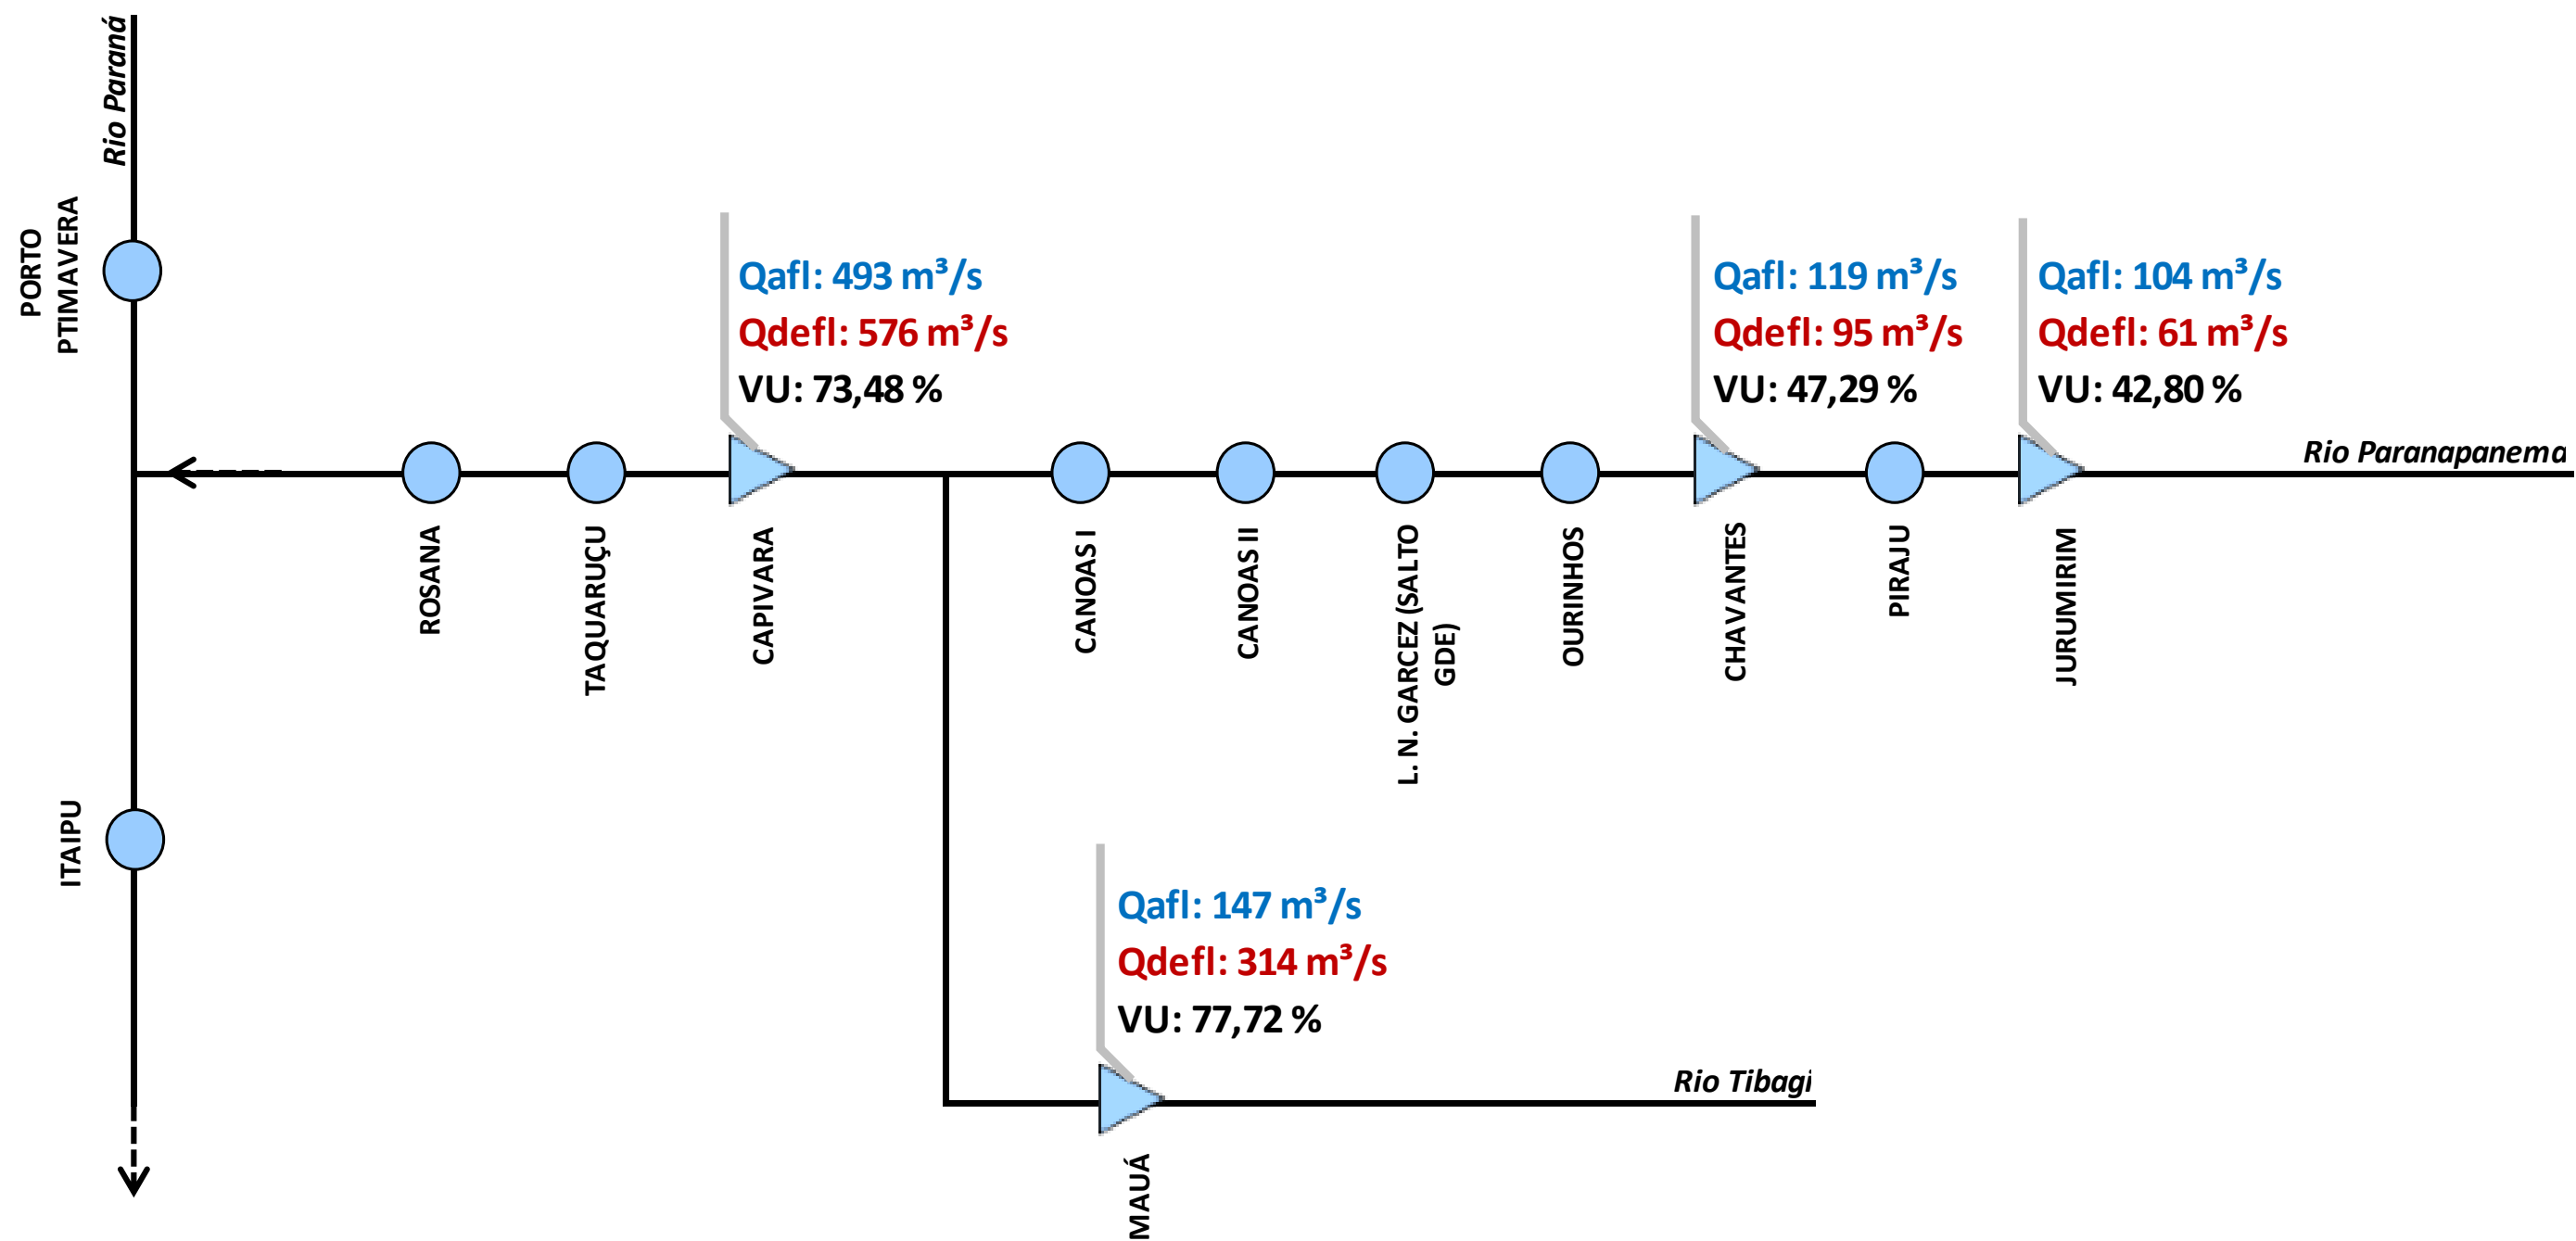 Rio Paraná
PORTO
PTIMAVERA
Qafl: 493 m³/s
Qdefl: 576 m³/s
VU: 73,48 %
Qafl: 119 m³/s
Qdefl: 95 m³/s
VU: 47,29 %
Qafl: 104 m³/s
Qdefl: 61 m³/s
VU: 42,80 %
Rio Paranapanema
ROSANA
TAQUARUÇU
CAPIVARA
CANOAS I
CANOAS II
L. N. GARCEZ (SALTO
GDE)
OURINHOS
CHAVANTES
PIRAJU
JURUMIRIM
ITAIPU
Qafl: 147 m³/s
Qdefl: 314 m³/s
VU: 77,72 %
Rio Tibagi
MAUÁ